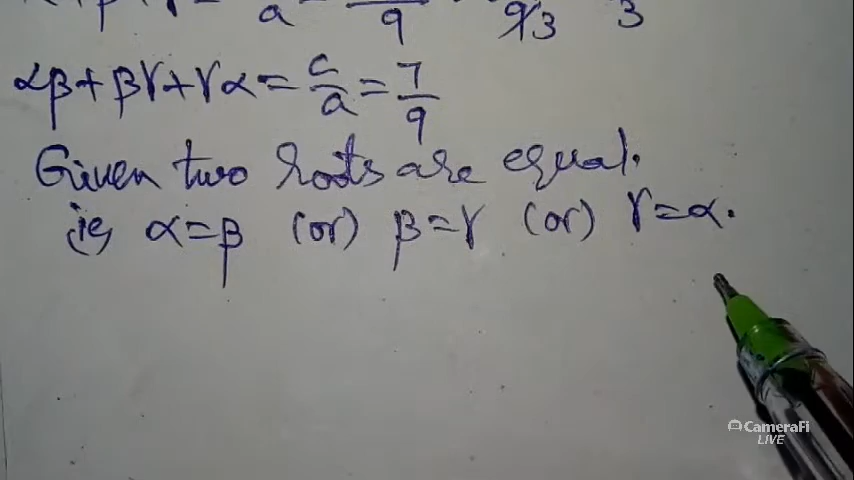 αβ+βγ+γα = c/a = 7/9
Given two roots are equal.
(ie) α=β (or) β=γ (or) γ=α.
CameraFi
LIVE